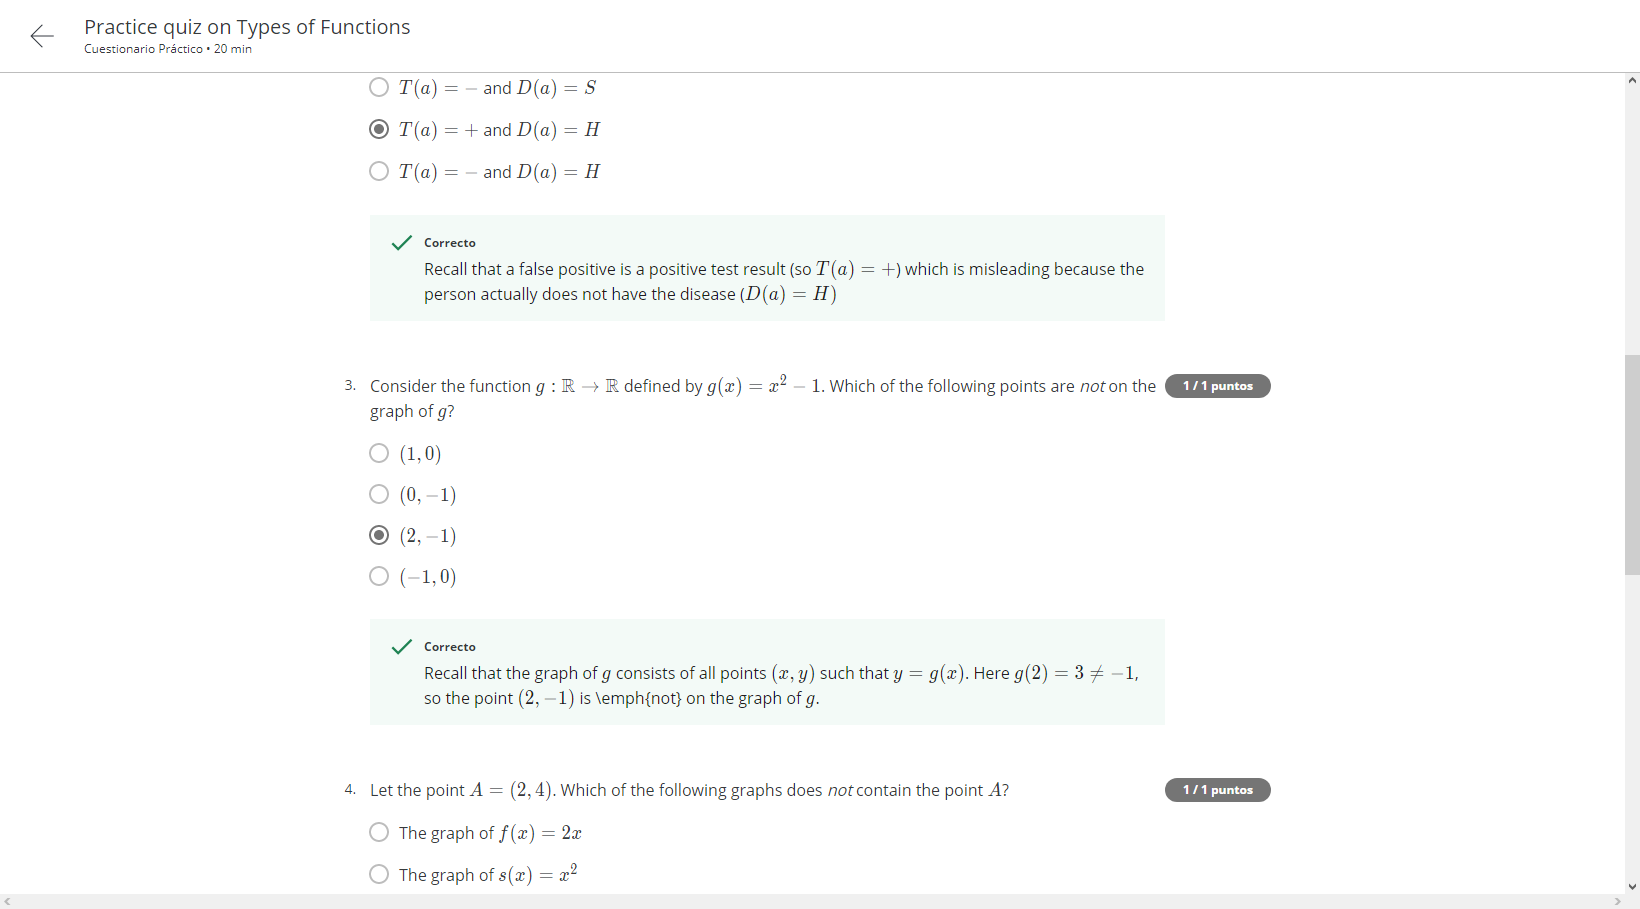 Practice quiz on Types of Functions
Cuestionario Práctico • 20 min
T(a) = − and D(a) = S
T(a) = + and D(a) = H
T(a) = − and D(a) = H
Correcto
Recall that a false positive is a positive test result (so T(a) = +) which is misleading because the
person actually does not have the disease (D(a) = H)
3. Consider the function g : ℝ → ℝ defined by g(x) = x² − 1. Which of the following points are not on the
graph of g?
1 / 1 puntos
(1, 0)
(0, −1)
(2, −1)
(−1, 0)
Correcto
Recall that the graph of g consists of all points (x, y) such that y = g(x). Here g(2) = 3 ≠ −1,
so the point (2, −1) is \emph{not} on the graph of g.
4. Let the point A = (2, 4). Which of the following graphs does not contain the point A?
1 / 1 puntos
The graph of f(x) = 2x
The graph of s(x) = x²